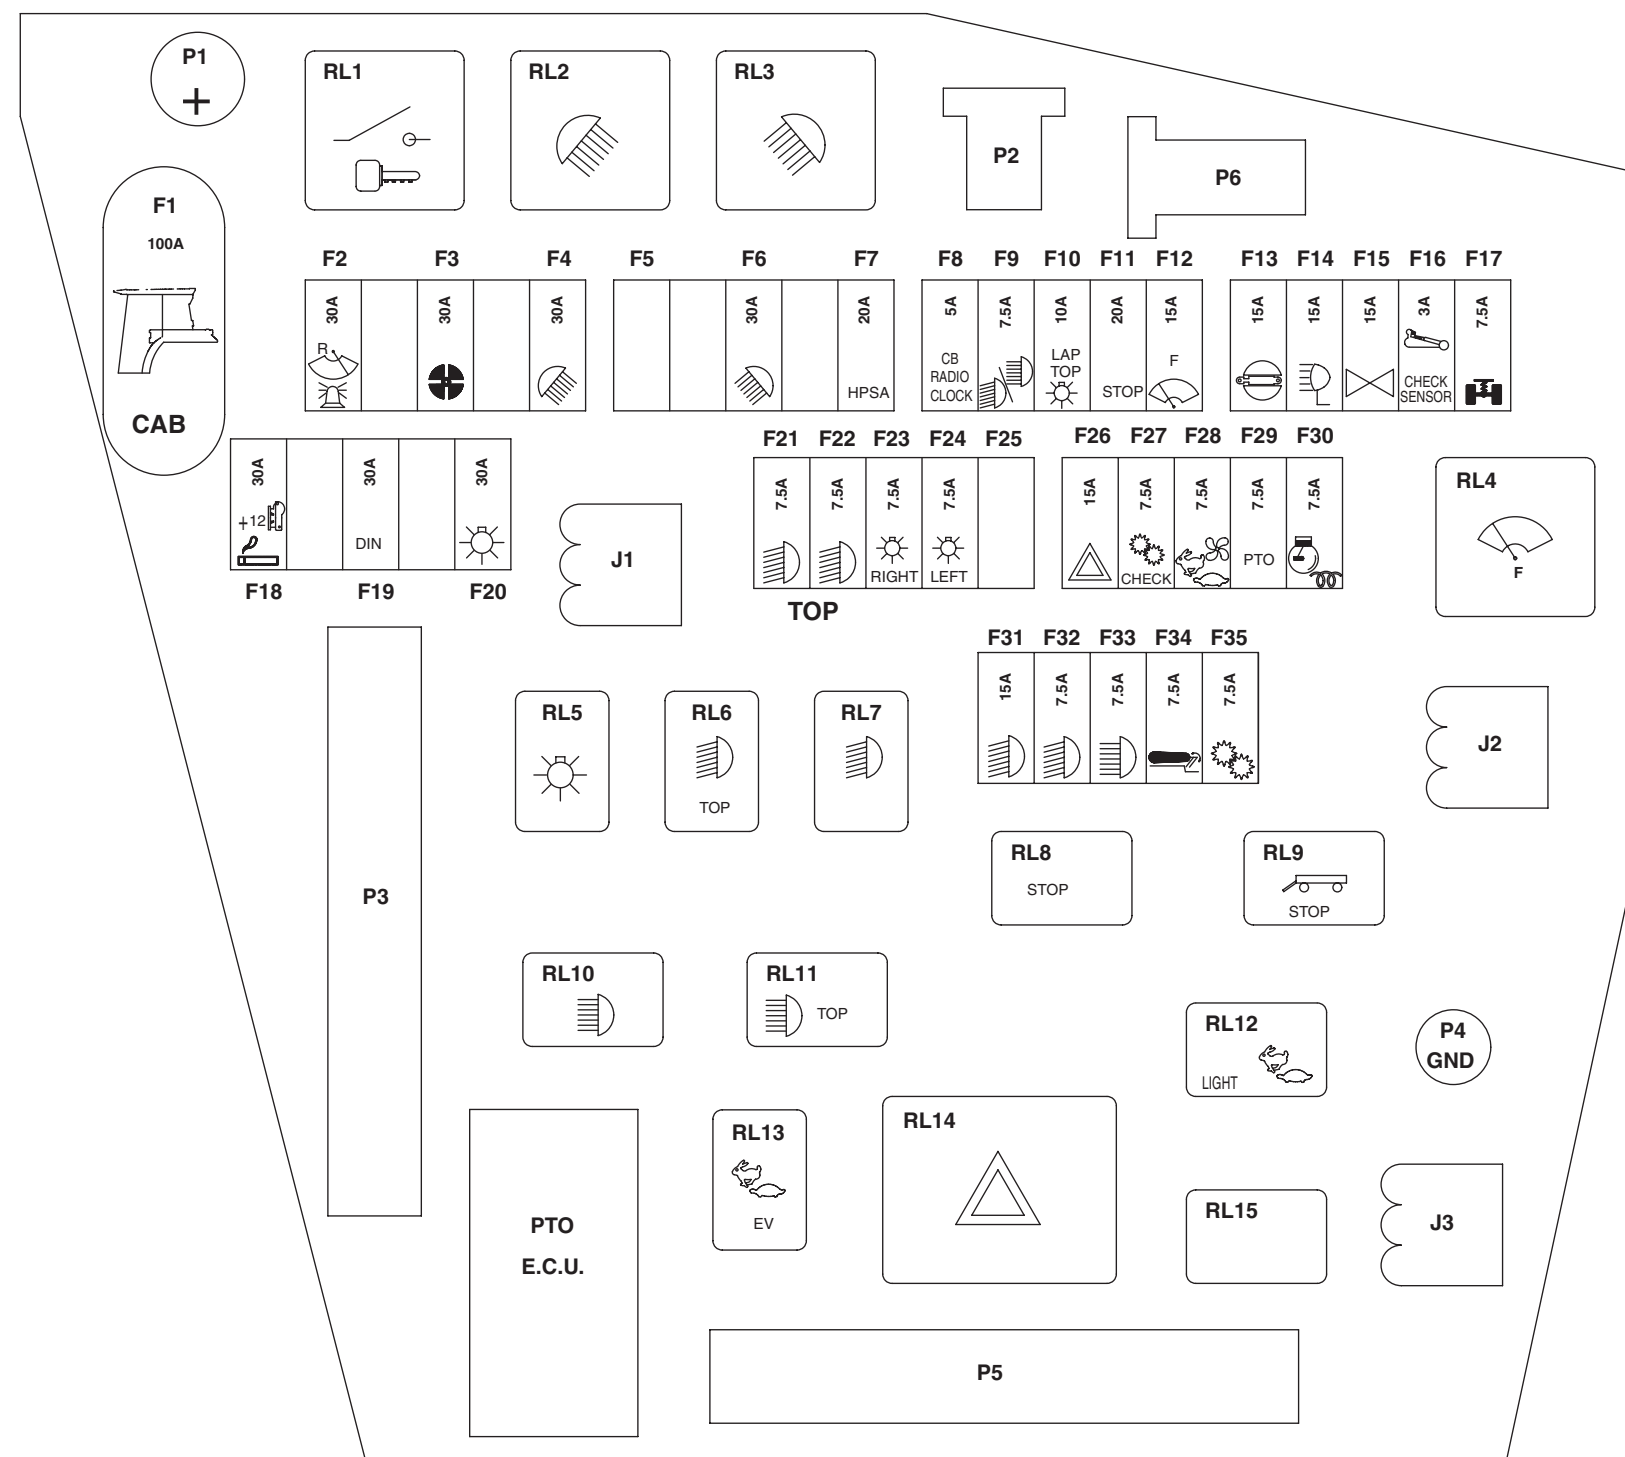 P1
+
RL1
RL2
RL3
P2
P6
F1
100A
CAB
F2
F3
F4
F5
F6
F7
F8
F9
F10
F11
F12
F13
F14
F15
F16
F17
30A
R
30A
30A
30A
20A
HPSA
5A
CB
RADIO
CLOCK
7.5A
10A
LAP
TOP
20A
STOP
15A
F
15A
15A
15A
3A
CHECK
SENSOR
7.5A
30A
+12
30A
DIN
30A
F18
F19
F20
J1
F21
F22
F23
F24
F25
7.5A
7.5A
7.5A
RIGHT
7.5A
LEFT
TOP
F26
F27
F28
F29
F30
15A
7.5A
CHECK
7.5A
7.5A
PTO
7.5A
RL4
F
F31
F32
F33
F34
F35
15A
7.5A
7.5A
7.5A
7.5A
J2
RL5
RL6
TOP
RL7
RL8
STOP
RL9
STOP
P3
RL10
RL11
TOP
RL12
LIGHT
P4
GND
PTO
E.C.U.
RL13
EV
RL14
RL15
J3
P5